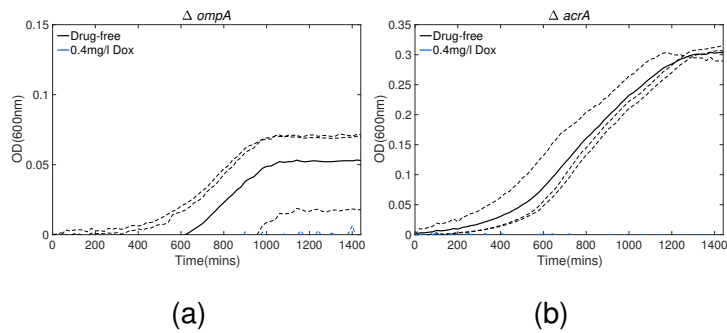 Δ ompA
Drug-free
0.4mg/l Dox
OD(600nm)
0.15
0.1
0.05
0
0 200 400 600 800 1000 1200 1400
Time(mins)
(a)
Δ acrA
Drug-free
0.4mg/l Dox
OD(600nm)
0.35
0.3
0.25
0.2
0.15
0.1
0.05
0
0 200 400 600 800 1000 1200 1400
Time(mins)
(b)